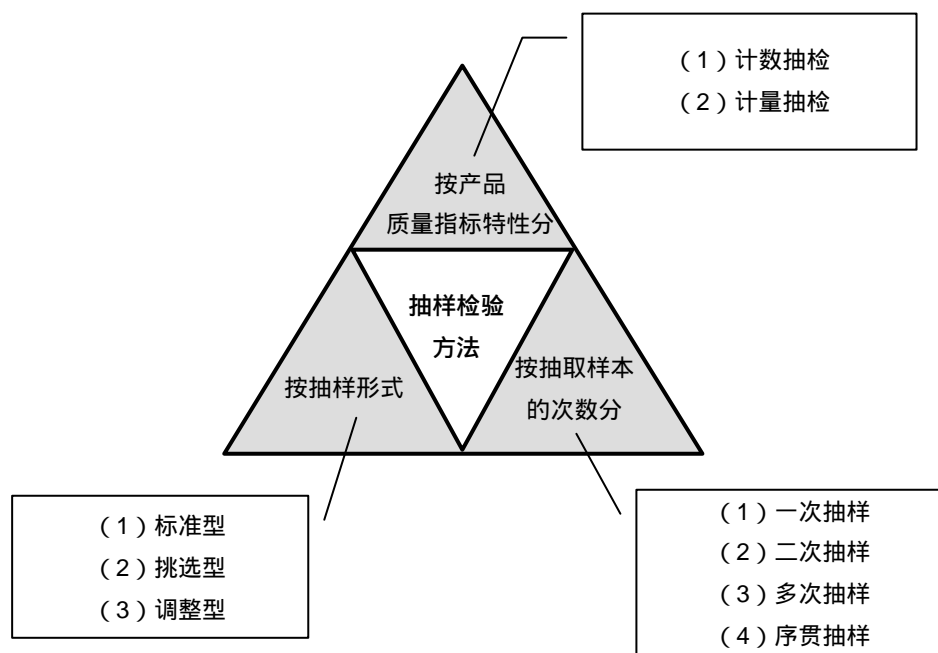 （1）计数抽检
（2）计量抽检
按产品
质量指标特性分
抽样检验
方法
按抽样形式
按抽取样本
的次数分
（1）标准型
（2）挑选型
（3）调整型
（1）一次抽样
（2）二次抽样
（3）多次抽样
（4）序贯抽样